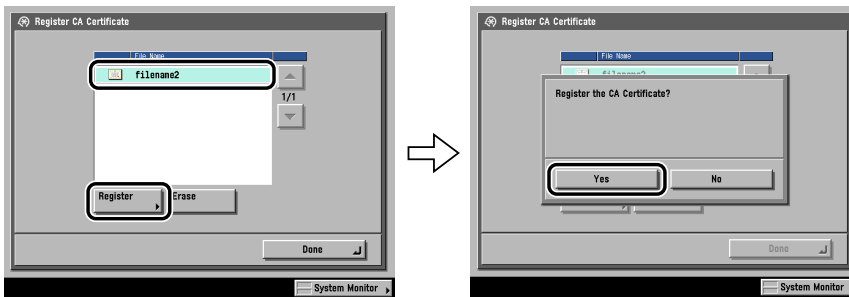 Register CA Certificate
File Name
filename2
1/1
Register
Erase
Done
System Monitor
Register CA Certificate
File Name
filename2
Register the CA Certificate?
Yes
No
Done
System Monitor